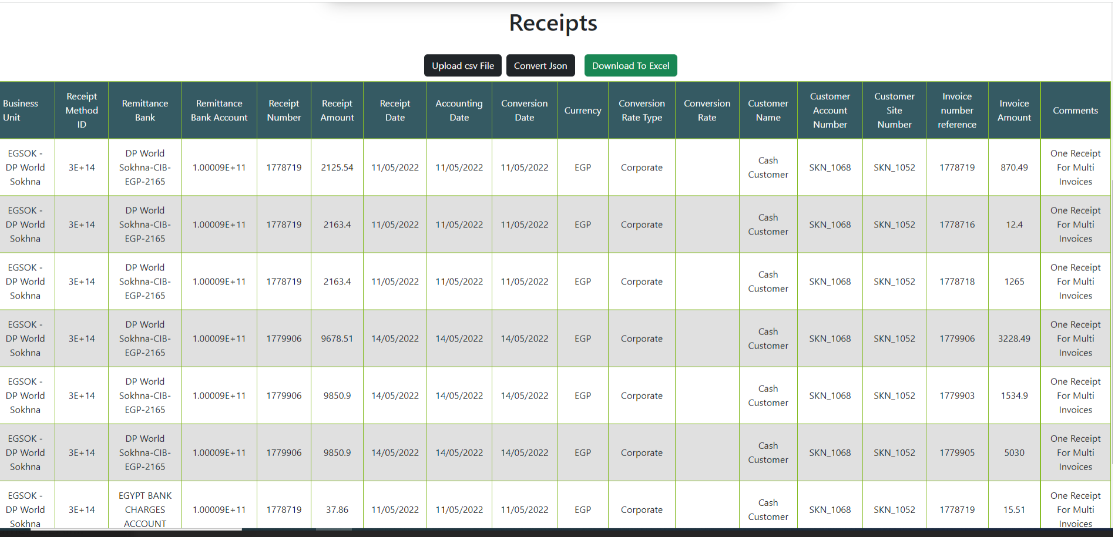 Receipts
Upload csv File Convert Json Download To Excel
Business Unit Receipt Method ID Remittance Bank Remittance Bank Account Receipt Number Receipt Amount Receipt Date Accounting Date Conversion Date Currency Conversion Rate Type Conversion Rate Customer Name Customer Account Number Customer Site Number Invoice number reference Invoice Amount Comments
EGSOK - DP World Sokhna 3E+14 DP World Sokhna-CIB-EGP-2165 1.00009E+11 1778719 2125.54 11/05/2022 11/05/2022 11/05/2022 EGP Corporate Cash Customer SKN_1068 SKN_1052 1778719 870.49 One Receipt For Multi Invoices
EGSOK - DP World Sokhna 3E+14 DP World Sokhna-CIB-EGP-2165 1.00009E+11 1778719 2163.4 11/05/2022 11/05/2022 11/05/2022 EGP Corporate Cash Customer SKN_1068 SKN_1052 1778716 12.4 One Receipt For Multi Invoices
EGSOK - DP World Sokhna 3E+14 DP World Sokhna-CIB-EGP-2165 1.00009E+11 1778719 2163.4 11/05/2022 11/05/2022 11/05/2022 EGP Corporate Cash Customer SKN_1068 SKN_1052 1778718 1265 One Receipt For Multi Invoices
EGSOK - DP World Sokhna 3E+14 DP World Sokhna-CIB-EGP-2165 1.00009E+11 1779906 9678.51 14/05/2022 14/05/2022 14/05/2022 EGP Corporate Cash Customer SKN_1068 SKN_1052 1779906 3228.49 One Receipt For Multi Invoices
EGSOK - DP World Sokhna 3E+14 DP World Sokhna-CIB-EGP-2165 1.00009E+11 1779906 9850.9 14/05/2022 14/05/2022 14/05/2022 EGP Corporate Cash Customer SKN_1068 SKN_1052 1779903 1534.9 One Receipt For Multi Invoices
EGSOK - DP World Sokhna 3E+14 DP World Sokhna-CIB-EGP-2165 1.00009E+11 1779906 9850.9 14/05/2022 14/05/2022 14/05/2022 EGP Corporate Cash Customer SKN_1068 SKN_1052 1779905 5030 One Receipt For Multi Invoices
EGSOK - DP World Sokhna 3E+14 EGYPT BANK CHARGES ACCOUNT 1.00009E+11 1778719 37.86 11/05/2022 11/05/2022 11/05/2022 EGP Corporate Cash Customer SKN_1068 SKN_1052 1778719 15.51 One Receipt For Multi Invoices